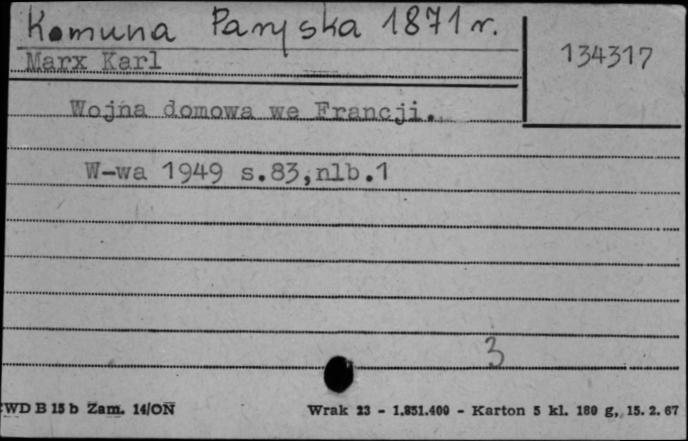 Komuna Paryska 1871 r.
134317
Marx Karl
Wojna domowa we Francji.
W-wa 1949 s.83,nlb.1
3
CWD B 15 b Zam. 14/ON Wrak 23 - 1.851.400 - Karton 5 kl. 180 g, 15. 2. 67